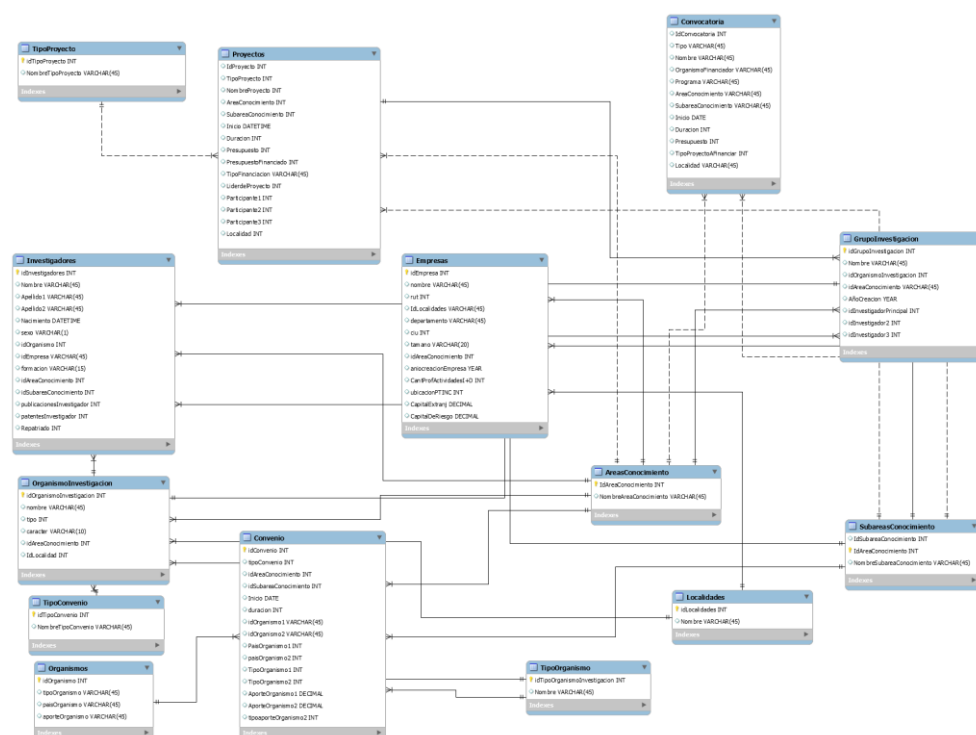 TipoProyecto
idTipoProyecto INT
NombreTipoProyecto VARCHAR(45)
Indexes
Proyectos
IdProyecto INT
TipoProyecto INT
NombreProyecto INT
AreaConocimiento INT
SubareaConocimiento INT
Inicio DATETIME
Duracion INT
Presupuesto INT
PresupuestoFinanciado INT
TipoFinanciacion VARCHAR(45)
LiderdeProyecto INT
Participante1 INT
Participante2 INT
Participante3 INT
Localidad INT
Indexes
Convocatoria
IdConvocatoria INT
Tipo VARCHAR(45)
Nombre VARCHAR(45)
OrganismoFinanciador VARCHAR(45)
Programa VARCHAR(45)
AreaConocimiento VARCHAR(45)
SubareaConocimiento VARCHAR(45)
Inicio DATE
Duracion INT
Presupuesto INT
TipoProyectoAFinanciar INT
Localidad VARCHAR(45)
Indexes
Investigadores
idInvestigadores INT
Nombre VARCHAR(45)
Apellido1 VARCHAR(45)
Apellido2 VARCHAR(45)
Nacimiento DATETIME
sexo VARCHAR(1)
idOrganismo INT
idEmpresa VARCHAR(45)
formacion VARCHAR(15)
idAreaConocimiento INT
idSubareasConocimiento INT
publicacionesInvestigador INT
patentesInvestigador INT
Repatriado INT
Indexes
Empresas
idEmpresa INT
nombre VARCHAR(45)
rut INT
IdLocalidades VARCHAR(45)
departamento VARCHAR(45)
ciu INT
tamano VARCHAR(20)
idAreaConocimiento INT
aniocreacionEmpresa YEAR
CantProfActividadesI+D INT
ubicacionPTINC INT
CapitalExtranj DECIMAL
CapitalDeRiesgo DECIMAL
Indexes
GrupoInvestigacion
idGrupoInvestigacion INT
Nombre VARCHAR(45)
idOrganismoInvestigacion INT
idAreaConocimiento VARCHAR(45)
AñoCreacion YEAR
idInvestigadorPrincipal INT
idInvestigador2 INT
idInvestigador3 INT
Indexes
OrganismoInvestigacion
idOrganismoInvestigacion INT
nombre VARCHAR(45)
tipo INT
caracter VARCHAR(10)
idAreaConocimiento INT
IdLocalidad INT
Indexes
AreasConocimiento
IdAreaConocimiento INT
NombreAreaConocimiento VARCHAR(45)
Indexes
SubareasConocimiento
IdSubareasConocimiento INT
IdAreaConocimiento INT
NombreSubareaConocimiento VARCHAR(45)
Indexes
Convenio
idConvenio INT
tipoConvenio INT
idAreaConocimiento INT
idSubareaConocimiento INT
Inicio DATE
duracion INT
idOrganismo1 VARCHAR(45)
idOrganismo2 VARCHAR(45)
PaisOrganismo1 INT
paisOrganismo2 INT
TipoOrganismo1 INT
TipoOrganismo2 INT
AporteOrganismo1 DECIMAL
AporteOrganismo2 DECIMAL
tipoaporteOrganismo2 INT
Indexes
TipoConvenio
idTipoConvenio INT
NombreTipoConvenio VARCHAR(45)
Indexes
Localidades
idLocalidades INT
Nombre VARCHAR(45)
Indexes
Organismos
idOrganismo INT
tipoOrganismo VARCHAR(45)
paisOrganismo VARCHAR(45)
aporteOrganismo VARCHAR(45)
Indexes
TipoOrganismo
idTipoOrganismoInvestigacion INT
Nombre VARCHAR(45)
Indexes